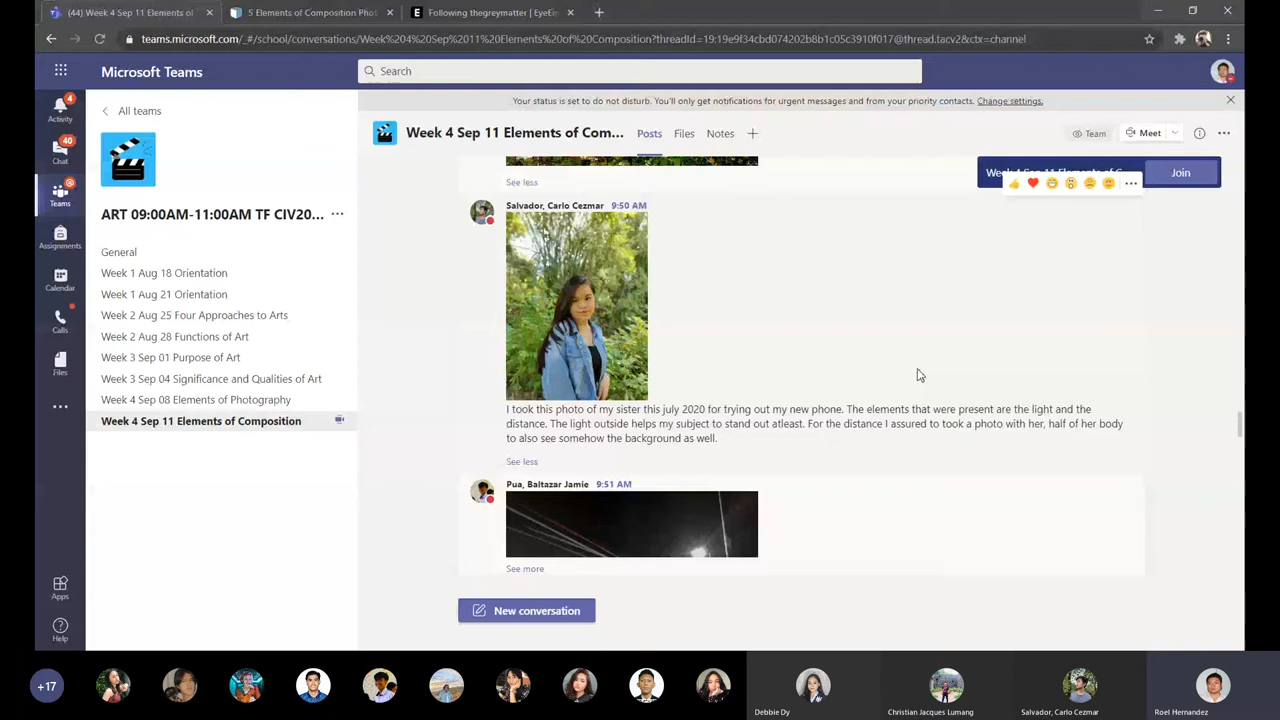 (44) Week 4 Sep 11 Elements of
5 Elements of Composition Phot
Following thegreymatter | EyeEm
teams.microsoft.com/_#/school/conversations/Week%204%20Sep%2011%20Elements%20of%20Composition?threadId=19:19e9f34cbd074202b8b1c05c3910f017@thread.tacv2&ctx=channel
Microsoft Teams
Search
Your status is set to do not disturb. You'll only get notifications for urgent messages and from your priority contacts. Change settings.
4
Activity
40
Chat
Teams
Assignments
Calendar
Calls
Files
Apps
Help
All teams
ART 09:00AM-11:00AM TF CIV20...
General
Week 1 Aug 18 Orientation
Week 1 Aug 21 Orientation
Week 2 Aug 25 Four Approaches to Arts
Week 2 Aug 28 Functions of Art
Week 3 Sep 01 Purpose of Art
Week 3 Sep 04 Significance and Qualities of Art
Week 4 Sep 08 Elements of Photography
Week 4 Sep 11 Elements of Composition
Week 4 Sep 11 Elements of Com...
Posts
Files
Notes
Team
Meet
Join
See less
Salvador, Carlo Cezmar 9:50 AM
I took this photo of my sister this july 2020 for trying out my new phone. The elements that were present are the light and the
distance. The light outside helps my subject to stand out atleast. For the distance I assured to took a photo with her, half of her body
to also see somehow the background as well.
See less
Pua, Baltazar Jamie 9:51 AM
See more
New conversation
+17
Debbie Dy
Christian Jacques Lumang
Salvador, Carlo Cezmar
Roel Hernandez